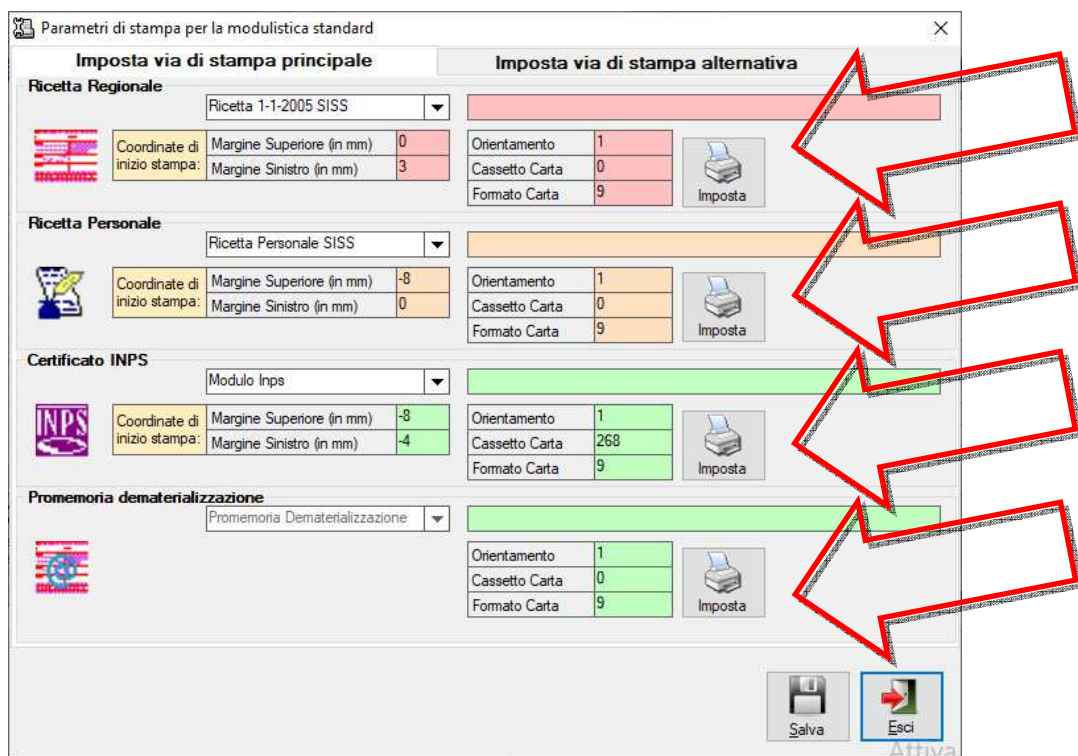 Parametri di stampa per la modulistica standard
Imposta via di stampa principale
Imposta via di stampa alternativa
Ricetta Regionale
Ricetta 1-1-2005 SISS
Coordinate di inizio stampa:
Margine Superiore (in mm) 0
Margine Sinistro (in mm) 3
Orientamento 1
Cassetto Carta 0
Formato Carta 9
Imposta
Ricetta Personale
Ricetta Personale SISS
Coordinate di inizio stampa:
Margine Superiore (in mm) -8
Margine Sinistro (in mm) 0
Orientamento 1
Cassetto Carta 0
Formato Carta 9
Imposta
Certificato INPS
Modulo Inps
INPS
Coordinate di inizio stampa:
Margine Superiore (in mm) -8
Margine Sinistro (in mm) -4
Orientamento 1
Cassetto Carta 268
Formato Carta 9
Imposta
Promemoria dematerializzazione
Promemoria Dematerializzazione
@
Orientamento 1
Cassetto Carta 0
Formato Carta 9
Imposta
Salva
Esci
Attiva